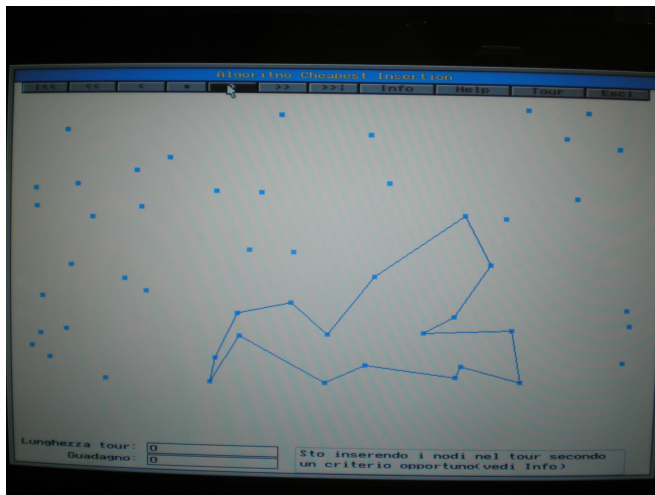 Algoritmo Cheapest Insertion
|<< << < * >> >>| Info Help Tour Esci
Lunghezza tour: 0
Guadagno: 0
Sto inserendo i nodi nel tour secondo
un criterio opportuno(vedi Info)